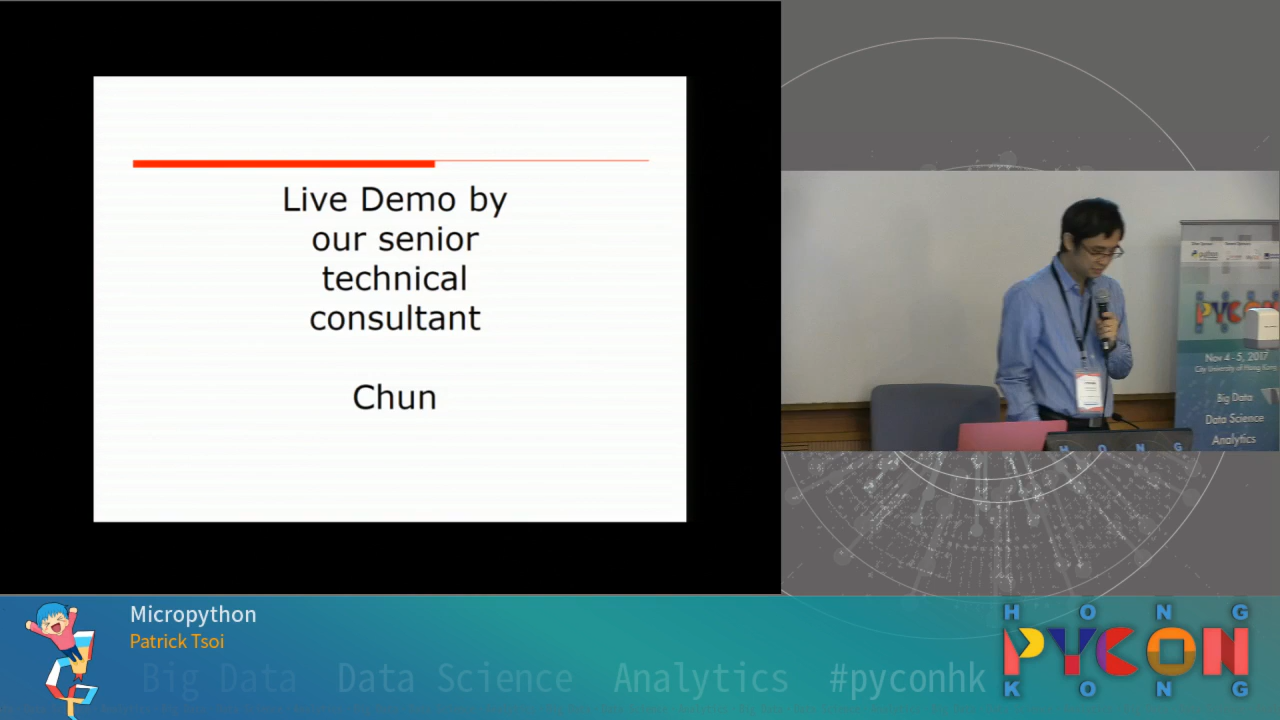 Live Demo by
our senior
technical
consultant
Chun
PYCON
Nov 4-5, 2017
City University of Hong Kong
Big Data
Data Science
Analytics
H O N G
Micropython
Patrick Tsoi
Big Data Data Science Analytics #pyconhk
H O N G
PYCON
K O N G